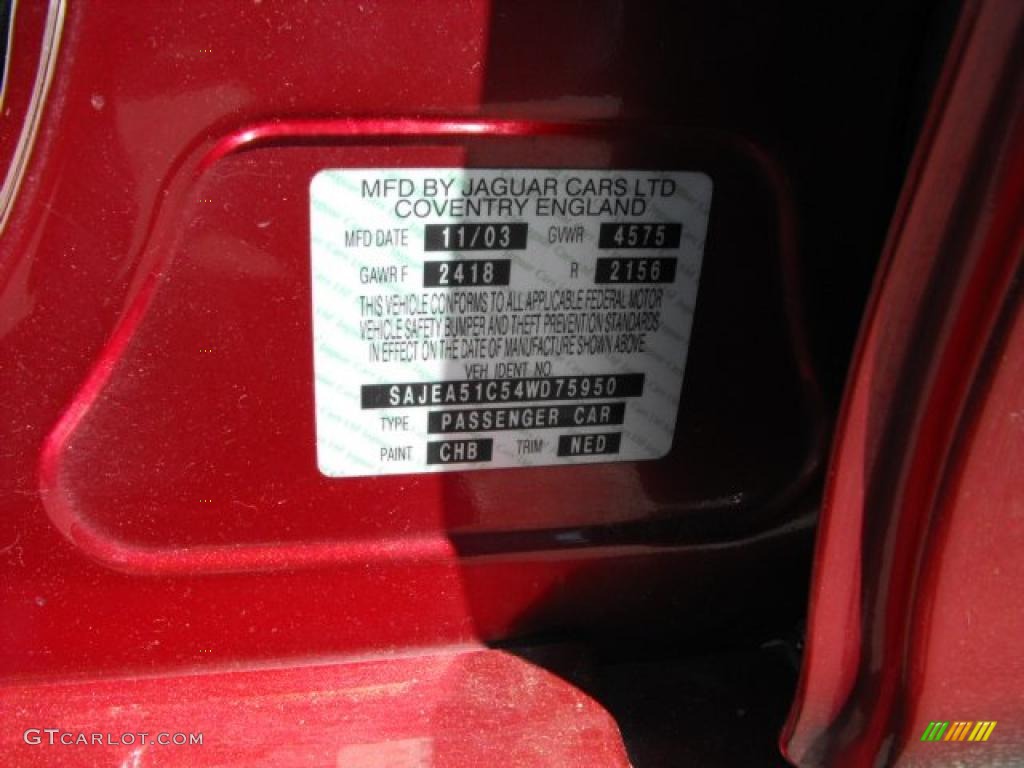 MFD BY JAGUAR CARS LTD
COVENTRY ENGLAND
MFD DATE 11/03 GVWR 4575
GAWR F 2418 R 2156
THIS VEHICLE CONFORMS TO ALL APPLICABLE FEDERAL MOTOR
VEHICLE SAFETY BUMPER AND THEFT PREVENTION STANDARDS
IN EFFECT ON THE DATE OF MANUFACTURE SHOWN ABOVE
VEH IDENT NO.
SAJEA51C54WD75950
TYPE PASSENGER CAR
PAINT CHB TRIM NED
GTCARLOT.COM